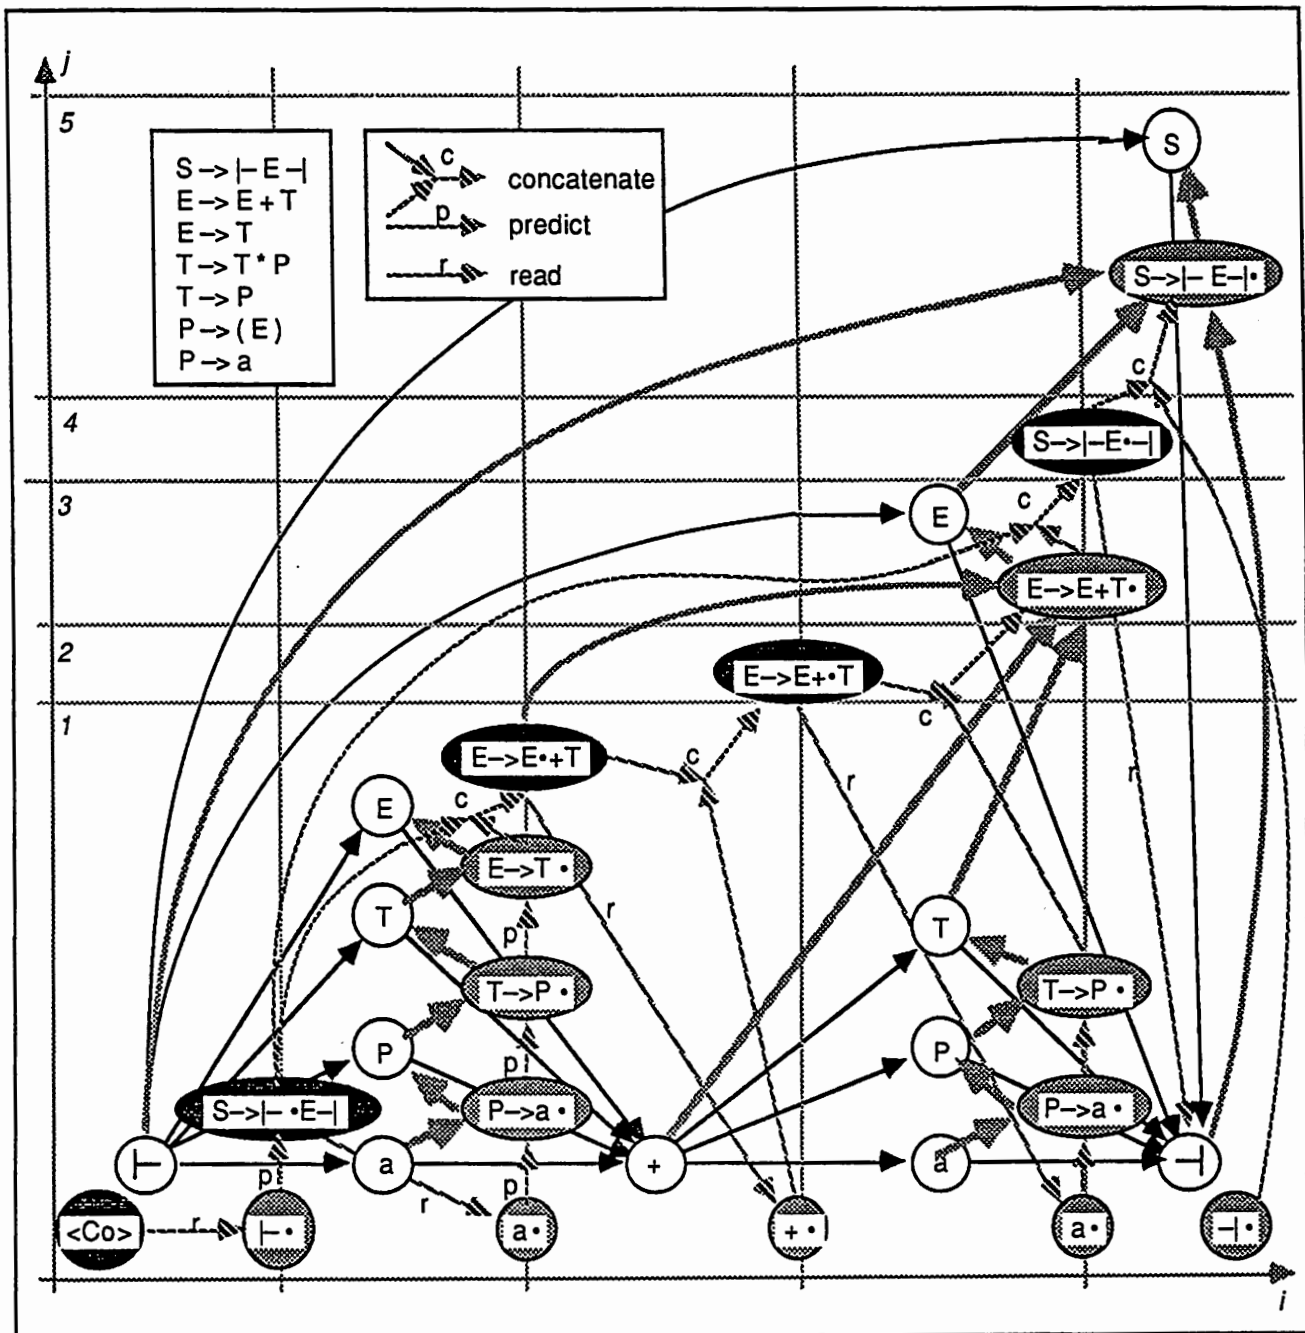 j
5
S->|- E -|
E->E+T
E->T
T->T*P
T->P
P->(E)
P->a
c
concatenate
p
predict
r
read
S
S->|- E-|•
c
4
S->|-E•-|
3
E
c
E->E+T•
2
E->E+•T
c
1
E->E•+T
c
r
r
E
c
E->T •
T
p
r
T
T->P •
T->P •
P
p
P
S->|- •E-|
P->a •
P->a •
|-
a
+
a
-|
p
r
p
<Co>
r
|- •
a•
+ •
a•
-| •
i